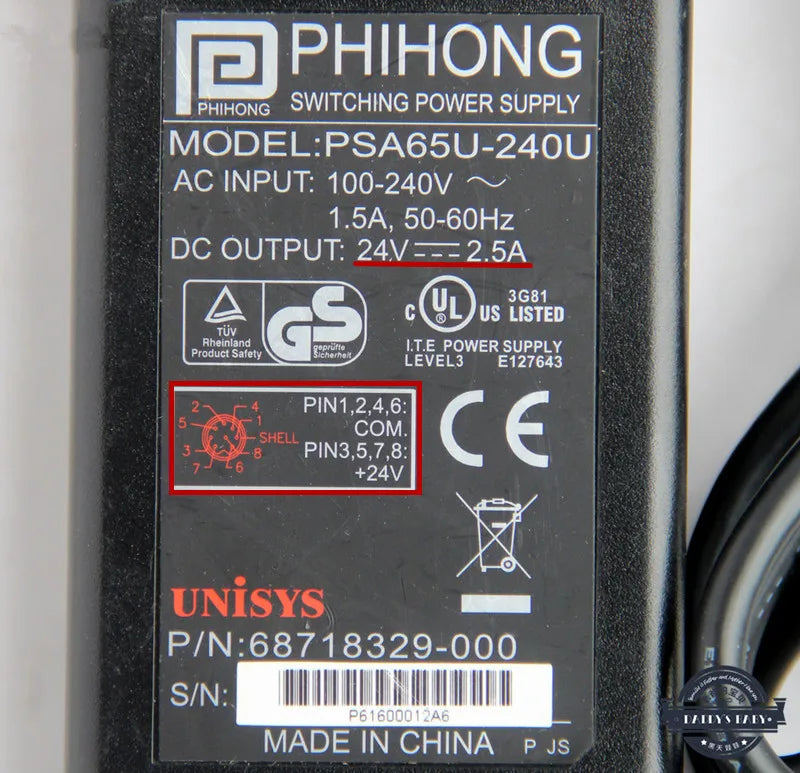 PHIHONG
PHIHONG
SWITCHING POWER SUPPLY
MODEL:PSA65U-240U
AC INPUT: 100-240V ~
1.5A, 50-60Hz
DC OUTPUT: 24V ⎓ 2.5A
TÜV
Rheinland
Product Safety
GS
geprüfte
Sicherheit
C UL ® US
3G81
LISTED
I.T.E POWER SUPPLY
LEVEL3 E127643
2 4
5 1
SHELL
3 8
7 6
PIN1,2,4,6:
COM.
PIN3,5,7,8:
+24V
CE
UNISYS
P/N:68718329-000
S/N:
P61600012A6
MADE IN CHINA P JS
DADDYS BABY